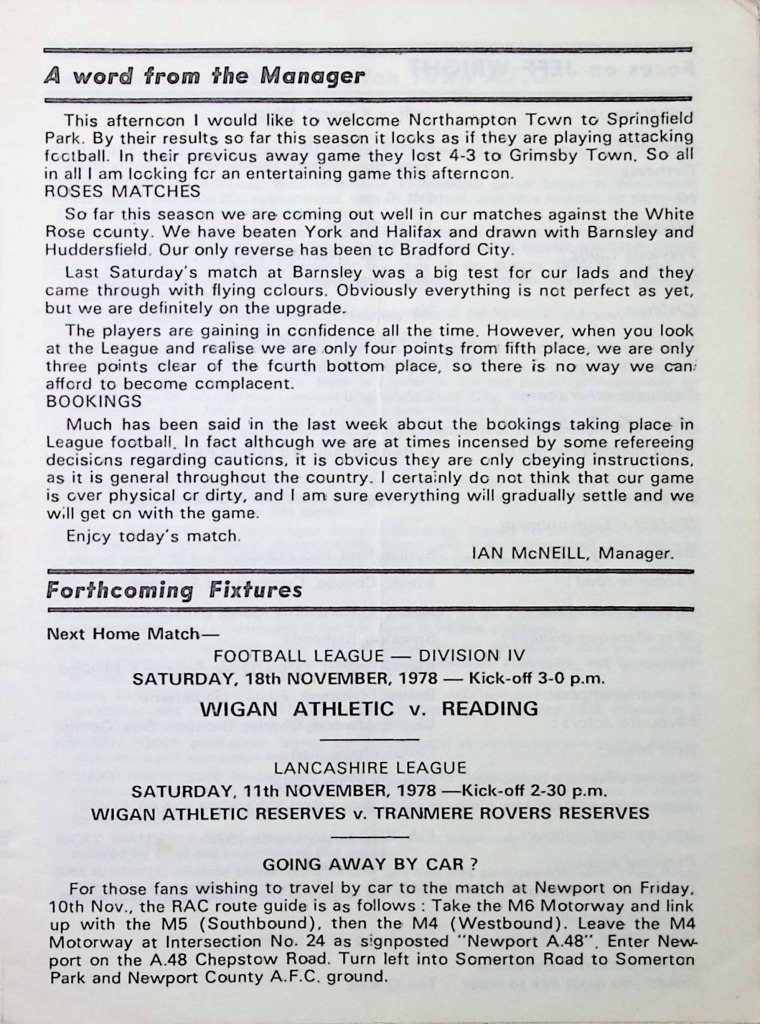 A word from the Manager
This afternoon I would like to welcome Northampton Town to Springfield
Park. By their results so far this season it looks as if they are playing attacking
football. In their previous away game they lost 4-3 to Grimsby Town. So all
in all I am looking for an entertaining game this afternoon.
ROSES MATCHES
So far this season we are coming out well in our matches against the White
Rose county. We have beaten York and Halifax and drawn with Barnsley and
Huddersfield. Our only reverse has been to Bradford City.
Last Saturday's match at Barnsley was a big test for our lads and they
came through with flying colours. Obviously everything is not perfect as yet,
but we are definitely on the upgrade.
The players are gaining in confidence all the time. However, when you look
at the League and realise we are only four points from fifth place, we are only
three points clear of the fourth bottom place, so there is no way we can
afford to become complacent.
BOOKINGS
Much has been said in the last week about the bookings taking place in
League football. In fact although we are at times incensed by some refereeing
decisions regarding cautions, it is obvious they are only obeying instructions,
as it is general throughout the country. I certainly do not think that our game
is over physical or dirty, and I am sure everything will gradually settle and we
will get on with the game.
Enjoy today's match.
IAN McNEILL, Manager.
Forthcoming Fixtures
Next Home Match—
FOOTBALL LEAGUE — DIVISION IV
SATURDAY, 18th NOVEMBER, 1978 — Kick-off 3-0 p.m.
WIGAN ATHLETIC v. READING
LANCASHIRE LEAGUE
SATURDAY, 11th NOVEMBER, 1978 —Kick-off 2-30 p.m.
WIGAN ATHLETIC RESERVES v. TRANMERE ROVERS RESERVES
GOING AWAY BY CAR ?
For those fans wishing to travel by car to the match at Newport on Friday,
10th Nov., the RAC route guide is as follows : Take the M6 Motorway and link
up with the M5 (Southbound), then the M4 (Westbound). Leave the M4
Motorway at Intersection No. 24 as signposted "Newport A.48". Enter New-
port on the A.48 Chepstow Road. Turn left into Somerton Road to Somerton
Park and Newport County A.F.C. ground.